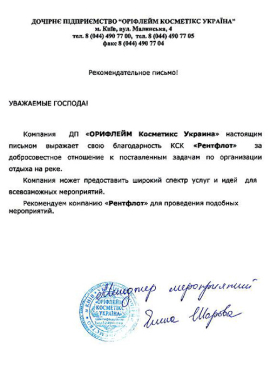 ДОЧІРНЄ ПІДПРИЄМСТВО "ОРІФЛЕЙМ КОСМЕТІКС УКРАЇНА"
м. Київ, вул. Малинська, 4
тел. 8 (044) 490 77 00, тел. 8 (044) 490 77 05
факс 8 (044) 490 77 04
Рекомендательное письмо!
УВАЖАЕМЫЕ ГОСПОДА!
Компания ДП «ОРИФЛЕЙМ Косметикс Украина» настоящим
письмом выражает свою благодарность КСК «Рентфлот» за
добросовестное отношение к поставленным задачам по организации
отдыха на реке.
Компания может предоставить широкий спектр услуг и идей для
всевозможных мероприятий.
Рекомендуем компанию «Рентфлот» для проведения подобных
мероприятий.
Менеджер мероприятий
"ОРІФЛЕЙМ
КОСМЕТІКС
УКРАЇНА"